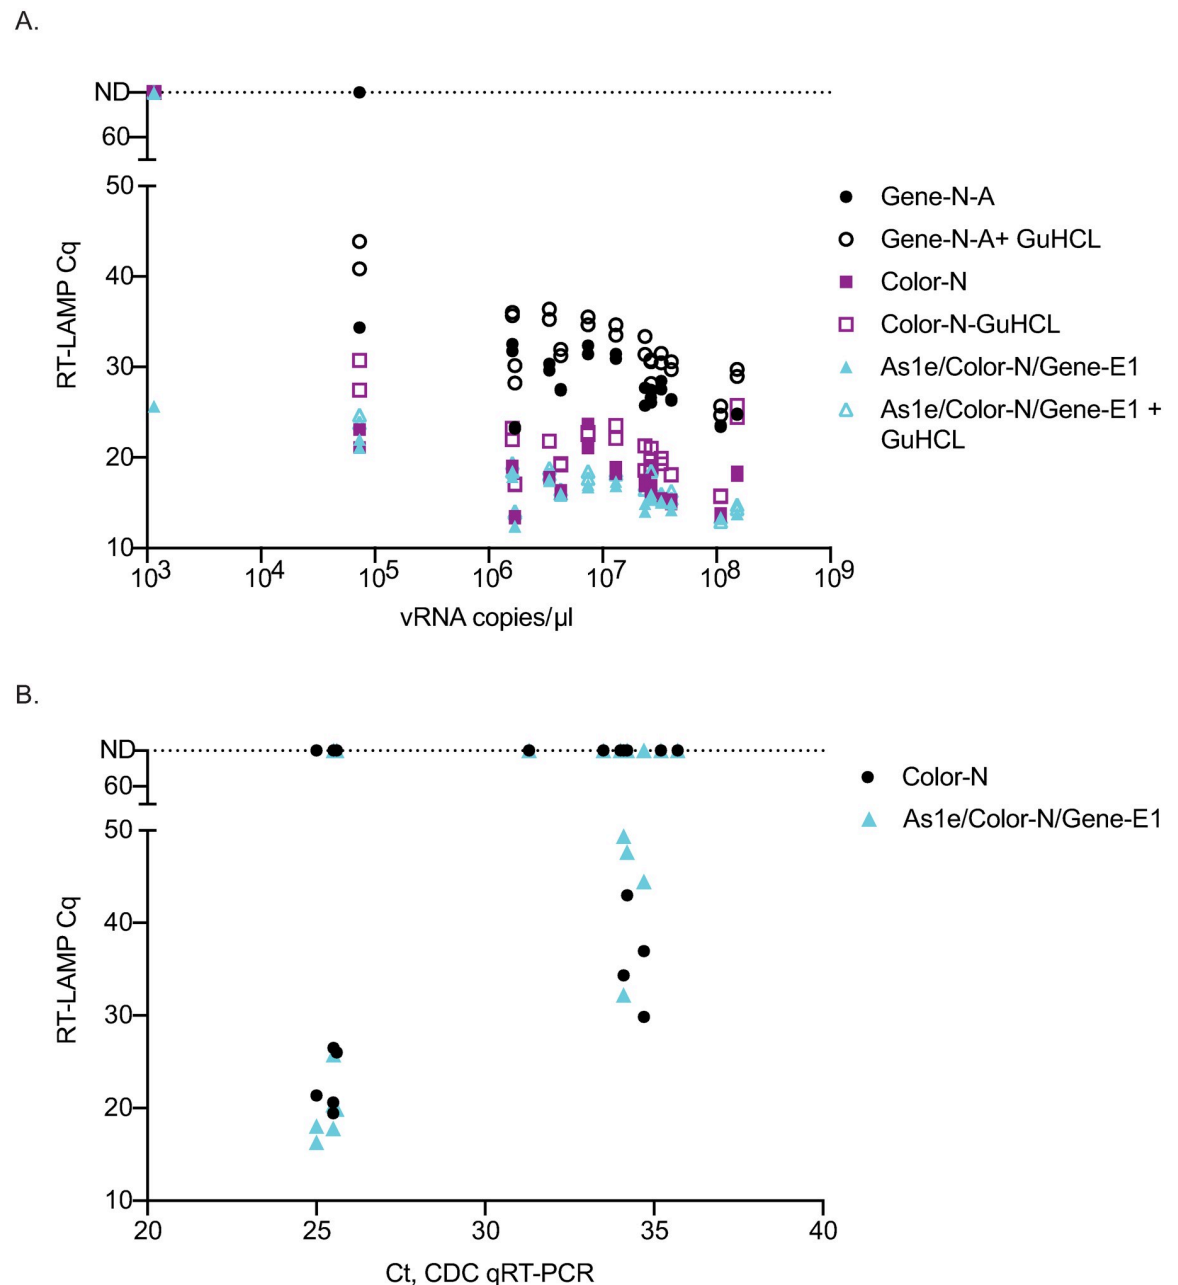 A.
ND
60
50
40
30
20
10
RT-LAMP Cq
10³ 10⁴ 10⁵ 10⁶ 10⁷ 10⁸ 10⁹
vRNA copies/µl
Gene-N-A
Gene-N-A+ GuHCL
Color-N
Color-N-GuHCL
As1e/Color-N/Gene-E1
As1e/Color-N/Gene-E1 +
GuHCL
B.
ND
60
50
40
30
20
10
RT-LAMP Cq
20 25 30 35 40
Ct, CDC qRT-PCR
Color-N
As1e/Color-N/Gene-E1